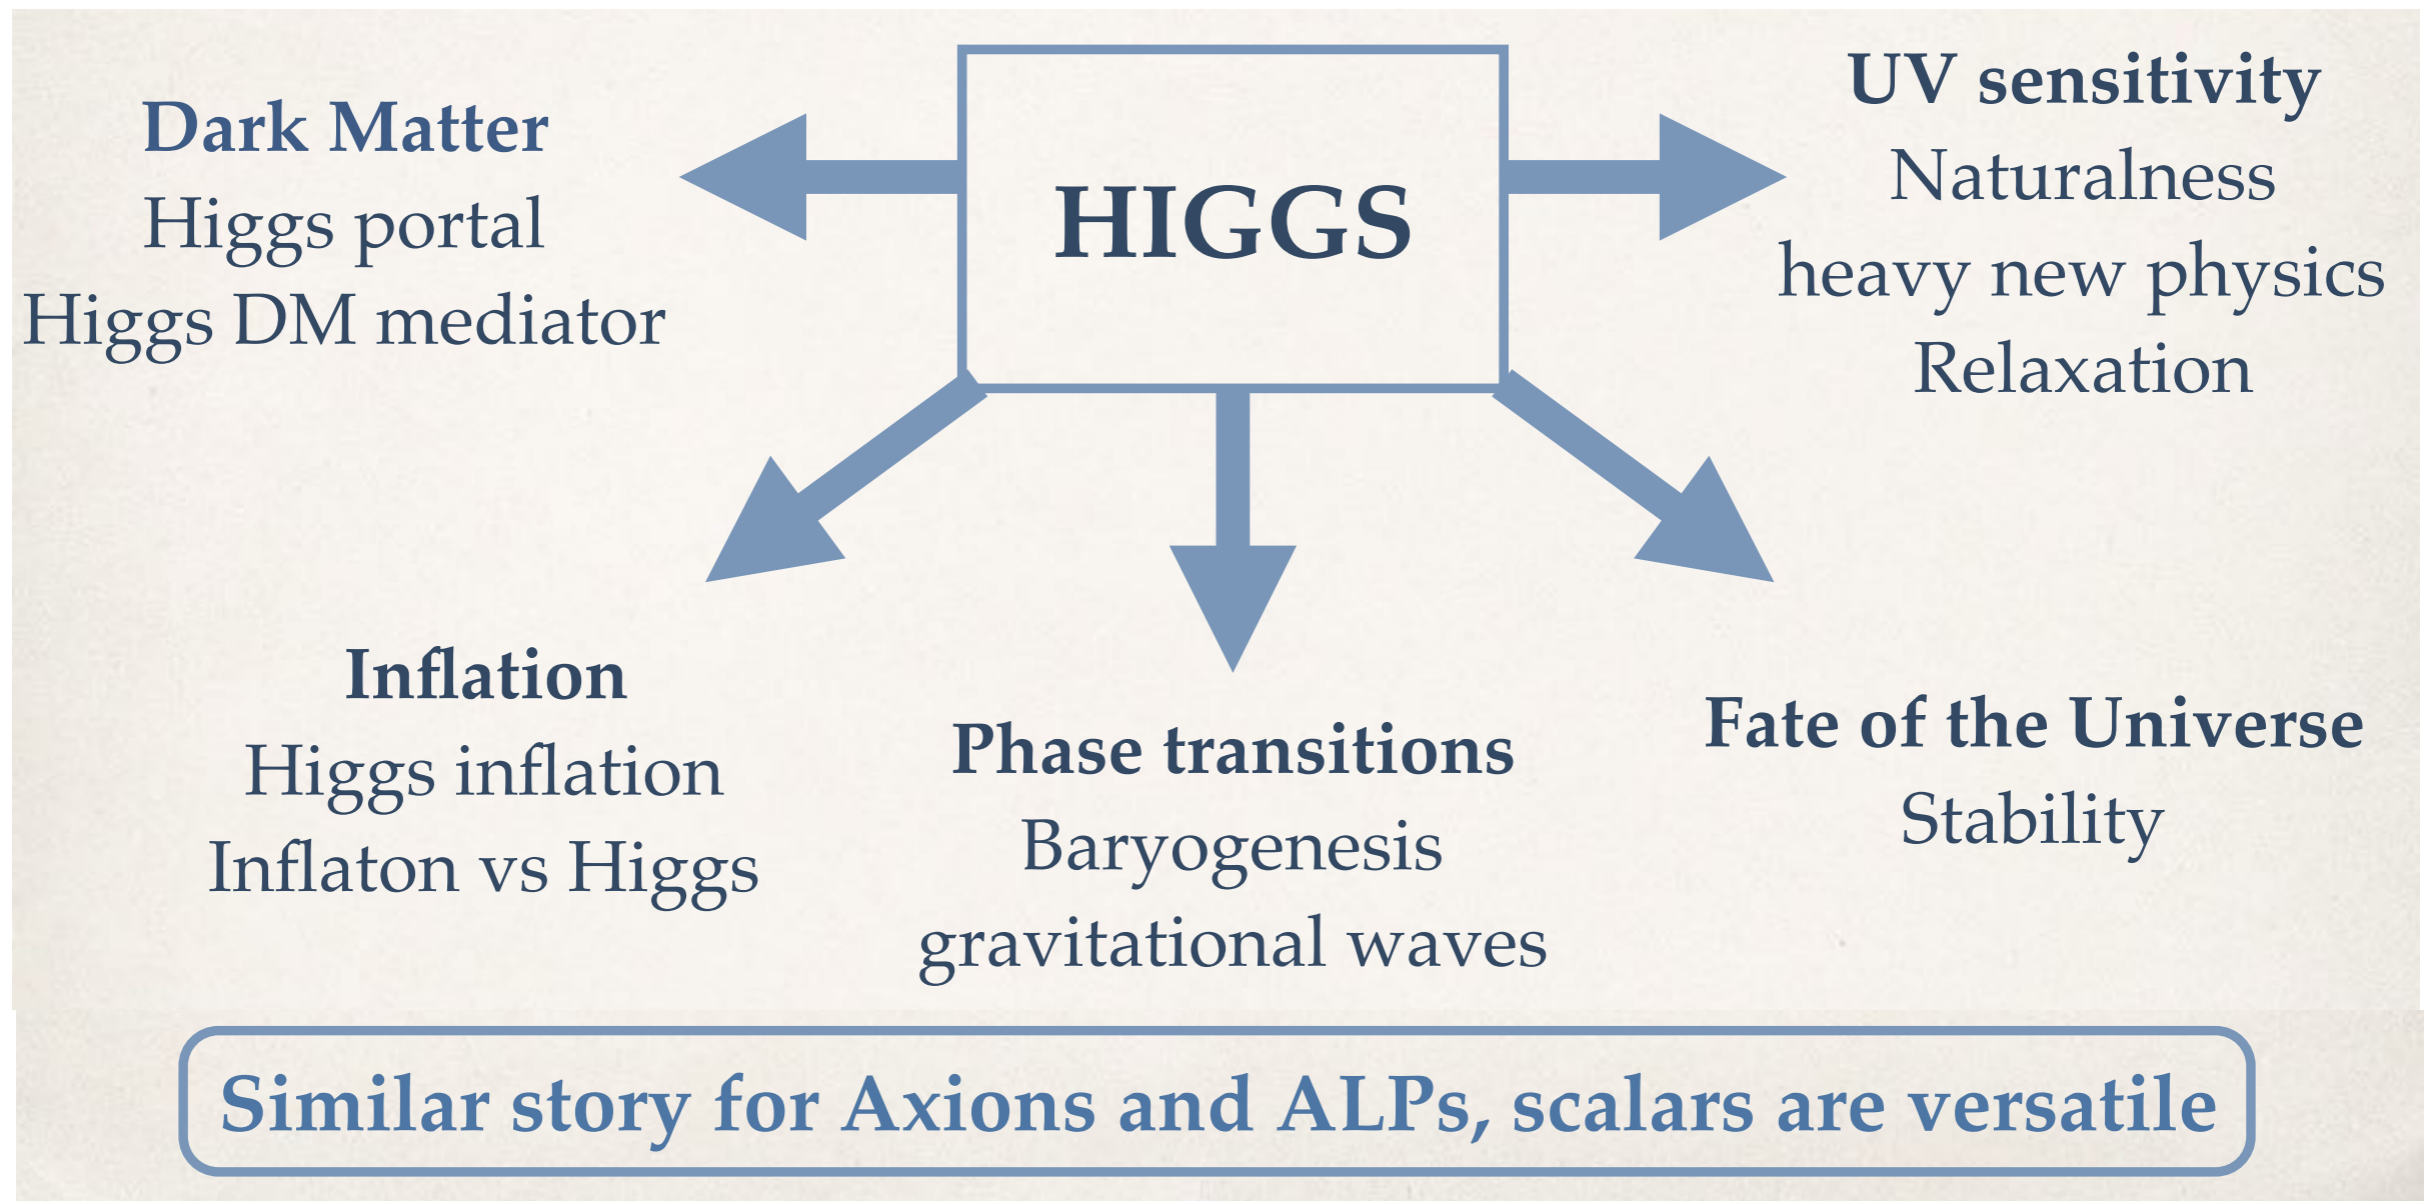 HIGGS
Dark Matter
Higgs portal
Higgs DM mediator
UV sensitivity
Naturalness
heavy new physics
Relaxation
Inflation
Higgs inflation
Inflaton vs Higgs
Phase transitions
Baryogenesis
gravitational waves
Fate of the Universe
Stability
Similar story for Axions and ALPs, scalars are versatile